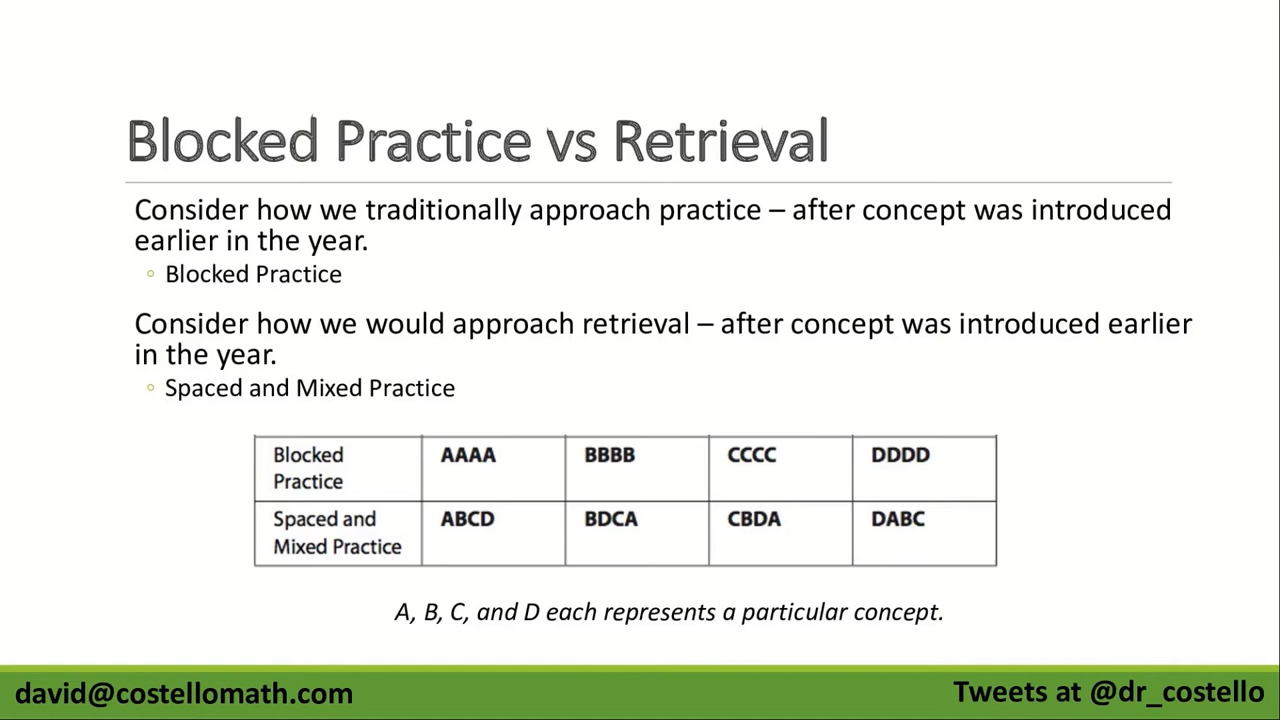 Blocked Practice vs Retrieval
Consider how we traditionally approach practice – after concept was introduced
earlier in the year.
◦ Blocked Practice
Consider how we would approach retrieval – after concept was introduced earlier
in the year.
◦ Spaced and Mixed Practice
Blocked Practice AAAA BBBB CCCC DDDD
Spaced and Mixed Practice ABCD BDCA CBDA DABC
A, B, C, and D each represents a particular concept.
david@costellomath.com
Tweets at @dr_costello